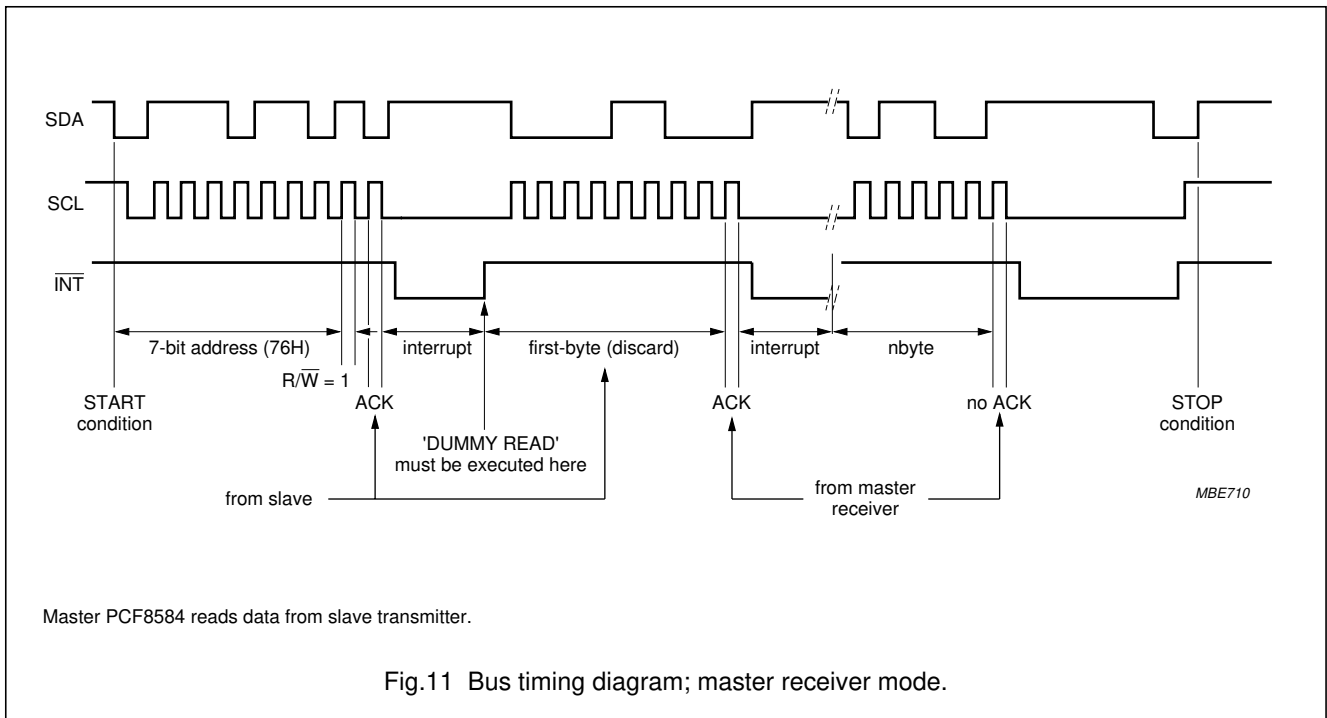 SDA
SCL
INT
7-bit address (76H)
interrupt
first-byte (discard)
interrupt
nbyte
R/W = 1
START
condition
ACK
ACK
no ACK
STOP
condition
'DUMMY READ'
must be executed here
from slave
from master
receiver
MBE710
Master PCF8584 reads data from slave transmitter.
Fig.11 Bus timing diagram; master receiver mode.